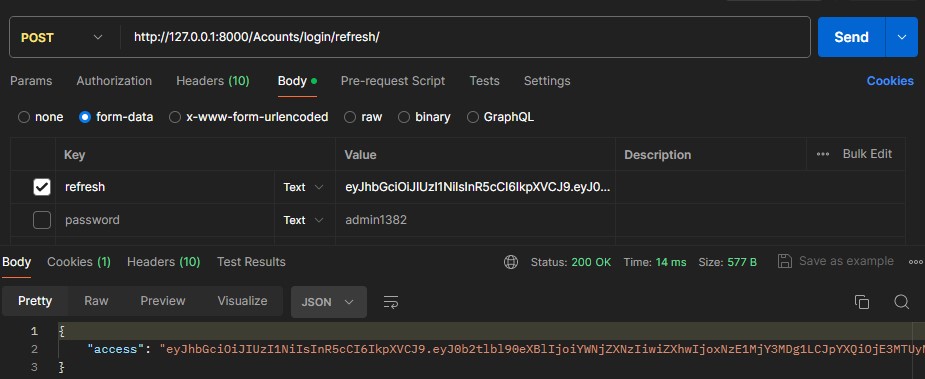 POST http://127.0.0.1:8000/Acounts/login/refresh/ Send
Params Authorization Headers (10) Body Pre-request Script Tests Settings Cookies
none form-data x-www-form-urlencoded raw binary GraphQL
Key Value Description ••• Bulk Edit
refresh Text eyJhbGciOiJIUzI1NiIsInR5cCI6IkpXVCJ9.eyJ0...
password Text admin1382
Body Cookies (1) Headers (10) Test Results Status: 200 OK Time: 14 ms Size: 577 B Save as example
Pretty Raw Preview Visualize JSON
1 {
2 "access": "eyJhbGciOiJIUzI1NiIsInR5cCI6IkpXVCJ9.eyJ0b2tlbl90eXBlIjoiYWNjZXNzIiwiZXhwIjoxNzE1MjY3MDg1LCJpYXQiOjE3MTUyN
3 }